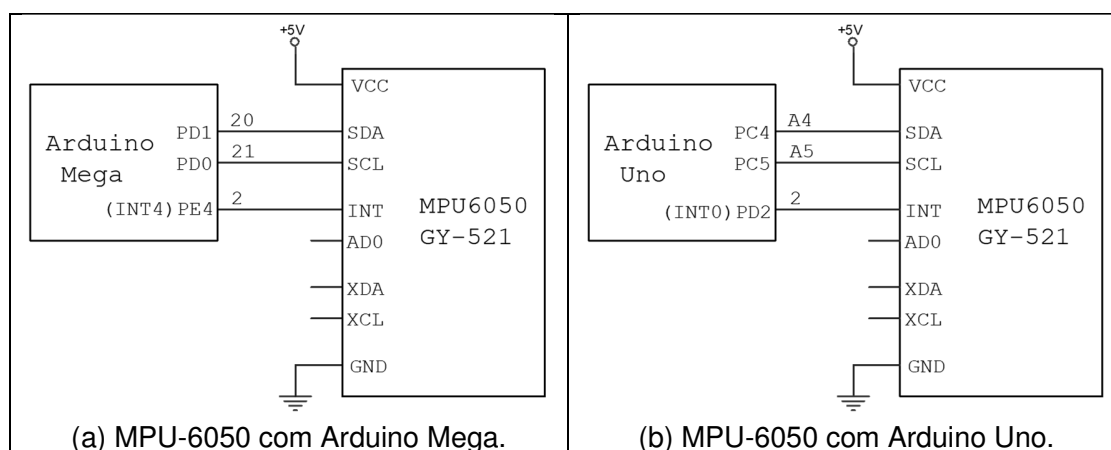 +5V
VCC
Arduino
Mega
PD1
20
SDA
PD0
21
SCL
(INT4)PE4
2
INT
MPU6050
GY-521
AD0
XDA
XCL
GND
(a) MPU-6050 com Arduino Mega.
+5V
VCC
Arduino
Uno
PC4
A4
SDA
PC5
A5
SCL
(INT0)PD2
2
INT
MPU6050
GY-521
AD0
XDA
XCL
GND
(b) MPU-6050 com Arduino Uno.